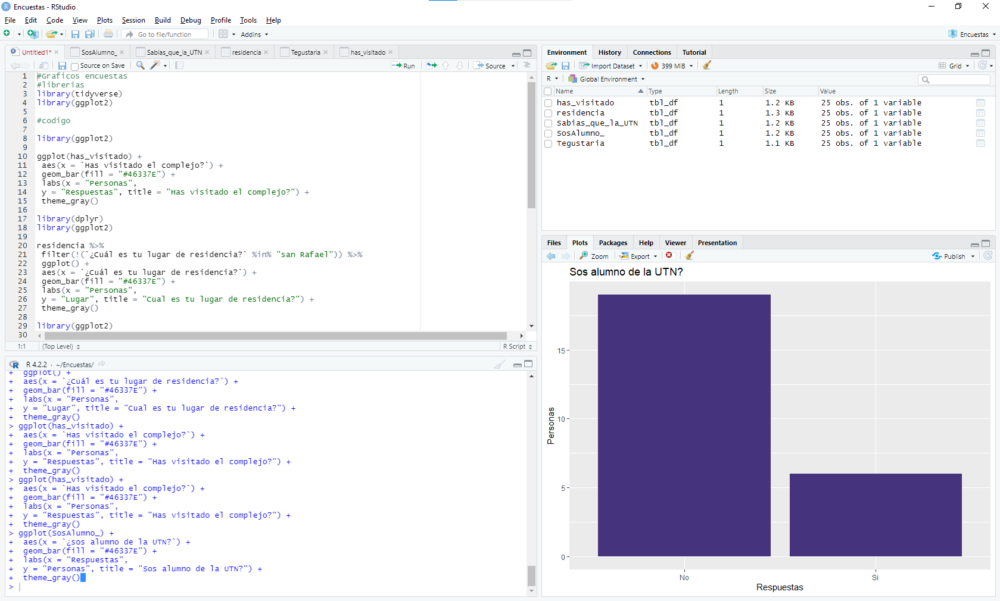 Encuestas - RStudio
File Edit Code View Plots Session Build Debug Profile Tools Help
Go to file/function Addins Encuestas
Untitled1* SosAlumno_ Sabias_que_la_UTN residencia Tegustaria has_visitado
Source on Save Run Source
1 #Graficos encuestas
2 #librerias
3 library(tidyverse)
4 library(ggplot2)
5
6 #codigo
7
8 library(ggplot2)
9
10 ggplot(has_visitado) +
11 aes(x = `Has visitado el complejo?`) +
12 geom_bar(fill = "#46337E") +
13 labs(x = "Personas",
14 y = "Respuestas", title = "Has visitado el complejo?") +
15 theme_gray()
16
17 library(dplyr)
18 library(ggplot2)
19
20 residencia %>%
21 filter(!(`¿Cuál es tu lugar de residencia?` %in% "san Rafael")) %>%
22 ggplot() +
23 aes(x = `¿Cuál es tu lugar de residencia?`) +
24 geom_bar(fill = "#46337E") +
25 labs(x = "Personas",
26 y = "Lugar", title = "Cual es tu lugar de residencia?") +
27 theme_gray()
28
29 library(ggplot2)
30
1:1 (Top Level) R Script
R R 4.2.2 · ~/Encuestas/
+ ggplot() +
+ aes(x = `¿Cuál es tu lugar de residencia?`) +
+ geom_bar(fill = "#46337E") +
+ labs(x = "Personas",
+ y = "Lugar", title = "Cual es tu lugar de residencia?") +
+ theme_gray()
> ggplot(has_visitado) +
+ aes(x = `Has visitado el complejo?`) +
+ geom_bar(fill = "#46337E") +
+ labs(x = "Personas",
+ y = "Respuestas", title = "Has visitado el complejo?") +
+ theme_gray()
> ggplot(has_visitado) +
+ aes(x = `Has visitado el complejo?`) +
+ geom_bar(fill = "#46337E") +
+ labs(x = "Personas",
+ y = "Respuestas", title = "Has visitado el complejo?") +
+ theme_gray()
> ggplot(SosAlumno_) +
+ aes(x = `¿sos alumno de la UTN?`) +
+ geom_bar(fill = "#46337E") +
+ labs(x = "Respuestas",
+ y = "Personas", title = "Sos alumno de la UTN?") +
+ theme_gray()
>
Environment History Connections Tutorial
Import Dataset 399 MiB Grid
R Global Environment
Name Type Length Size Value
has_visitado tbl_df 1 1.2 KB 25 obs. of 1 variable
residencia tbl_df 1 1.3 KB 25 obs. of 1 variable
Sabias_que_la_UTN tbl_df 1 1.2 KB 25 obs. of 1 variable
SosAlumno_ tbl_df 1 1.2 KB 25 obs. of 1 variable
Tegustaria tbl_df 1 1.1 KB 25 obs. of 1 variable
Files Plots Packages Help Viewer Presentation
Zoom Export Publish
Sos alumno de la UTN?
15
10
5
0
Personas
No Si
Respuestas